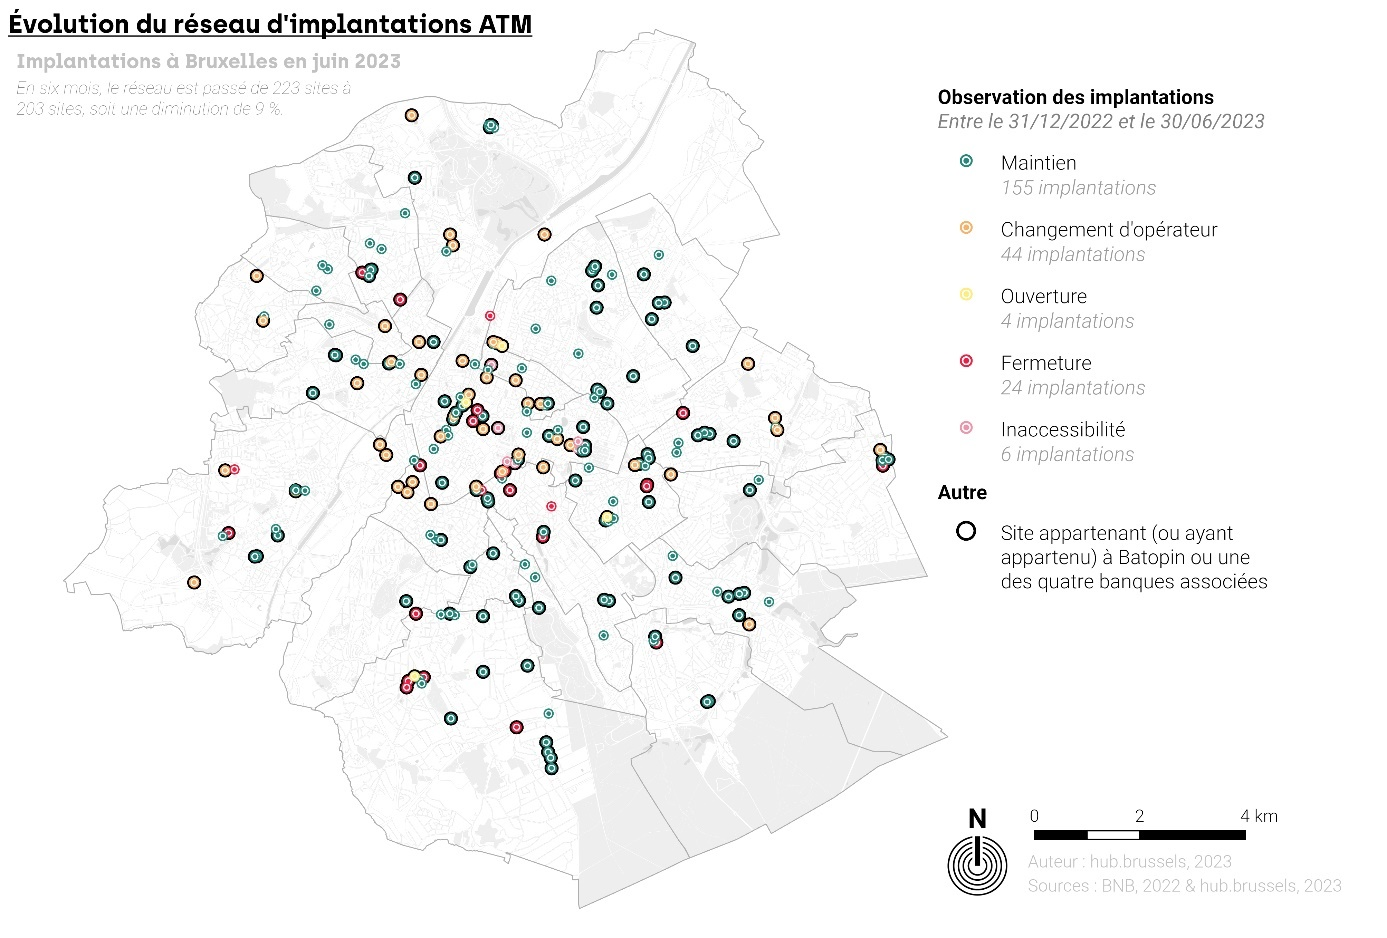 Évolution du réseau d'implantations ATM
Implantations à Bruxelles en juin 2023
En six mois, le réseau est passé de 223 sites à
203 sites, soit une diminution de 9 %.
Observation des implantations
Entre le 31/12/2022 et le 30/06/2023
Maintien
155 implantations
Changement d'opérateur
44 implantations
Ouverture
4 implantations
Fermeture
24 implantations
Inaccessibilité
6 implantations
Autre
Site appartenant (ou ayant
appartenu) à Batopin ou une
des quatre banques associées
N
0 2 4 km
Auteur : hub.brussels, 2023
Sources : BNB, 2022 & hub.brussels, 2023